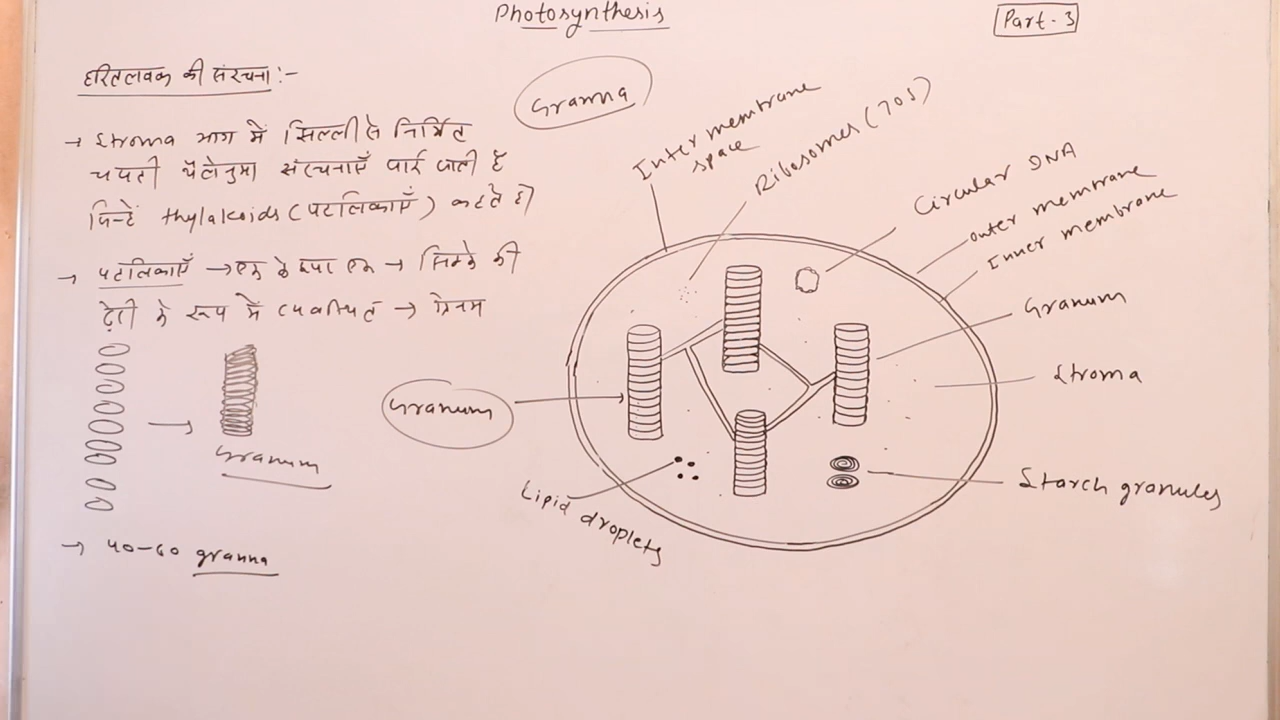 Photosynthesis
Part-3
हरितलवक की संरचना :-
→ Stroma भाग में झिल्ली से निर्मित
चपटी थैलीनुमा संरचनाएँ पाई जाती हैं
जिन्हें thylakoids (पटलिकाएँ) कहते हैं।
→ पटलिकाएँ → एक के ऊपर एक → सिक्के की
ढ़ेरी के रूप में व्यवस्थित → ग्रेनम
Granum
→ 40-60 granna
Granna
Inter membrane
space
Ribosomes (70S)
Circular DNA
outer membrane
Inner membrane
Granum
Stroma
Starch granules
Granum
Lipid droplets